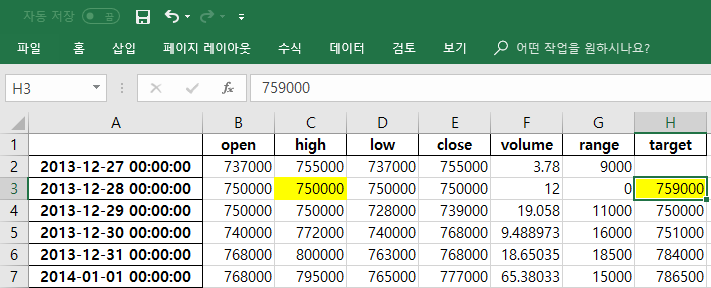 자동 저장 끔
파일 홈 삽입 페이지 레이아웃 수식 데이터 검토 보기 어떤 작업을 원하시나요?
H3 fx 759000
A B C D E F G H
1 open high low close volume range target
2 2013-12-27 00:00:00 737000 755000 737000 755000 3.78 9000
3 2013-12-28 00:00:00 750000 750000 750000 750000 12 0 759000
4 2013-12-29 00:00:00 750000 750000 728000 739000 19.058 11000 750000
5 2013-12-30 00:00:00 740000 772000 740000 768000 9.488973 16000 751000
6 2013-12-31 00:00:00 768000 800000 763000 768000 18.65035 18500 784000
7 2014-01-01 00:00:00 768000 795000 765000 777000 65.38033 15000 786500